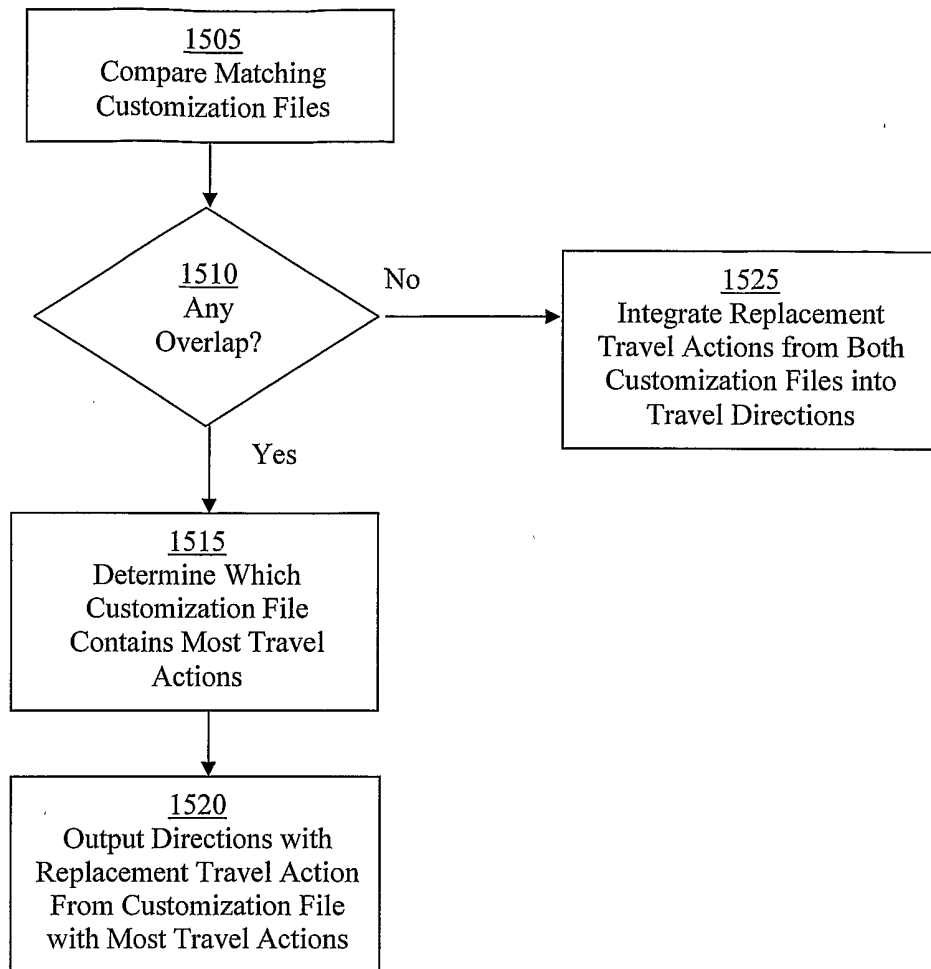 1505
Compare Matching
Customization Files
1510
Any
Overlap?
No
1525
Integrate Replacement
Travel Actions from Both
Customization Files into
Travel Directions
Yes
1515
Determine Which
Customization File
Contains Most Travel
Actions
1520
Output Directions with
Replacement Travel Action
From Customization File
with Most Travel Actions